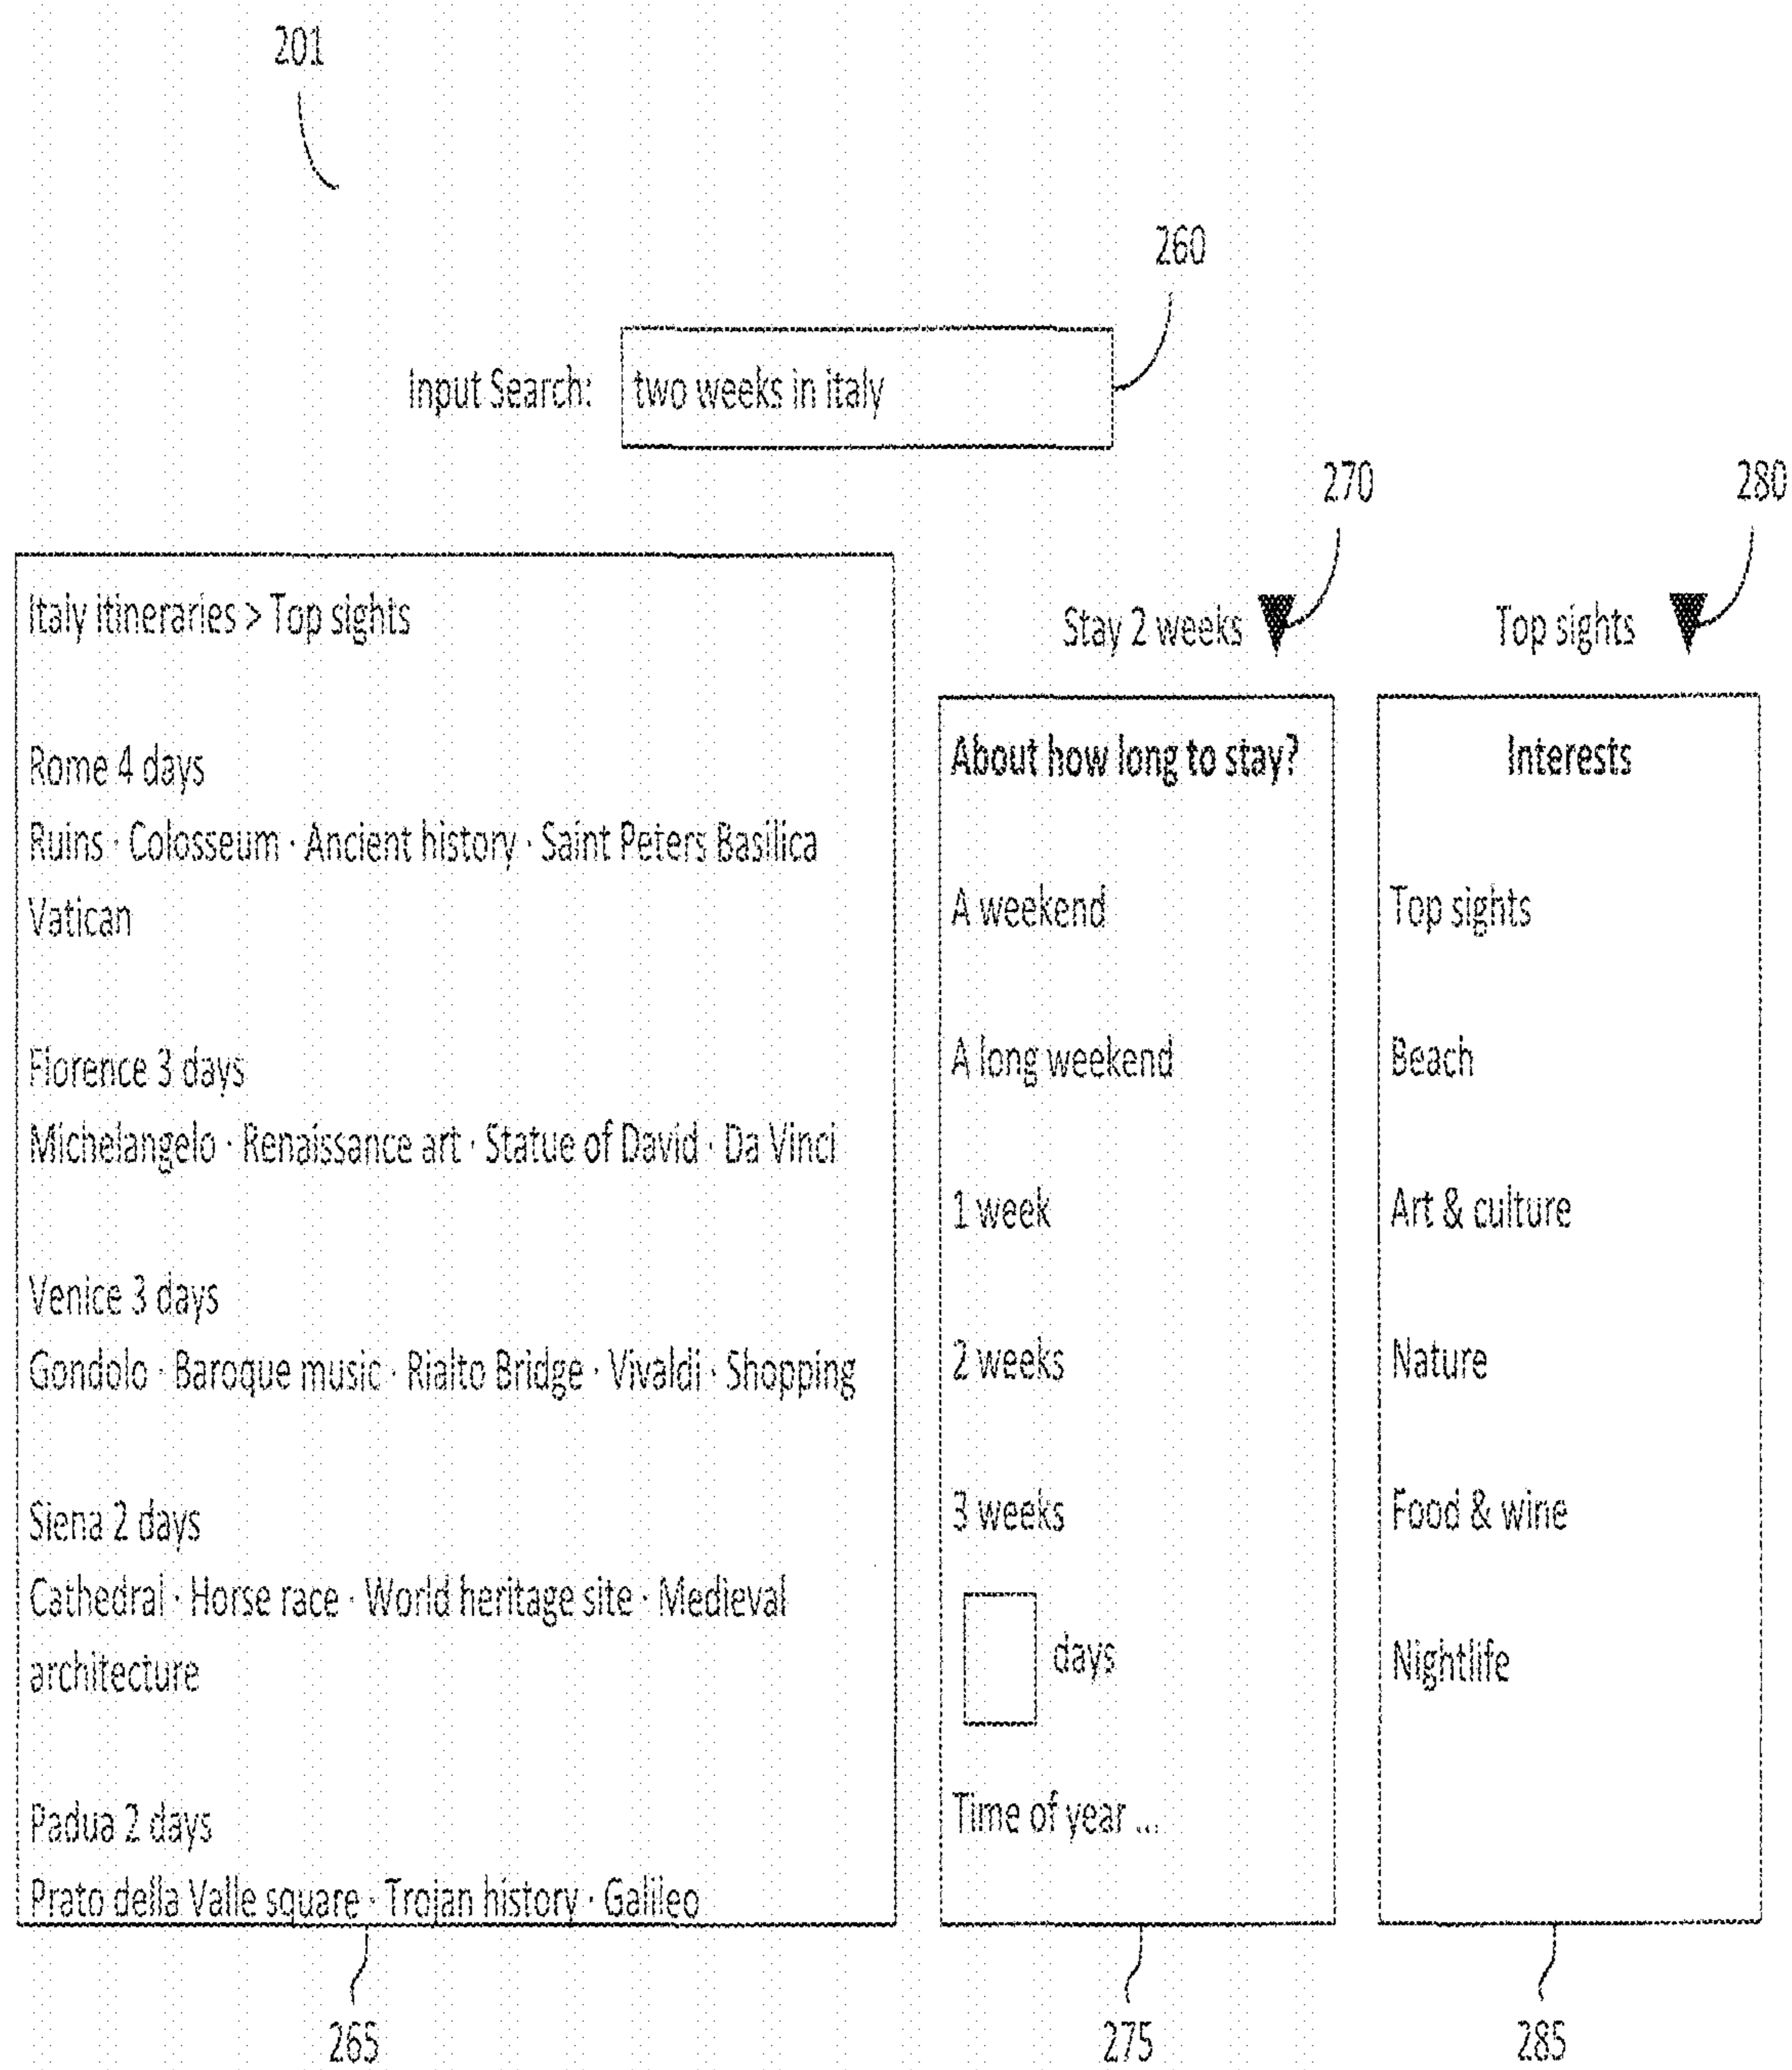 201
260
Input Search: two weeks in italy
270
280
Italy itineraries > Top sights
Rome 4 days
Ruins · Colosseum · Ancient history · Saint Peters Basilica
Vatican
Florence 3 days
Michelangelo · Renaissance art · Statue of David · Da Vinci
Venice 3 days
Gondolo · Baroque music · Rialto Bridge · Vivaldi · Shopping
Siena 2 days
Cathedral · Horse race · World heritage site · Medieval
architecture
Padua 2 days
Prato della Valle square · Trojan history · Galileo
265
Stay 2 weeks
About how long to stay?
A weekend
A long weekend
1 week
2 weeks
3 weeks
days
Time of year ...
275
Top sights
Interests
Top sights
Beach
Art & culture
Nature
Food & wine
Nightlife
285